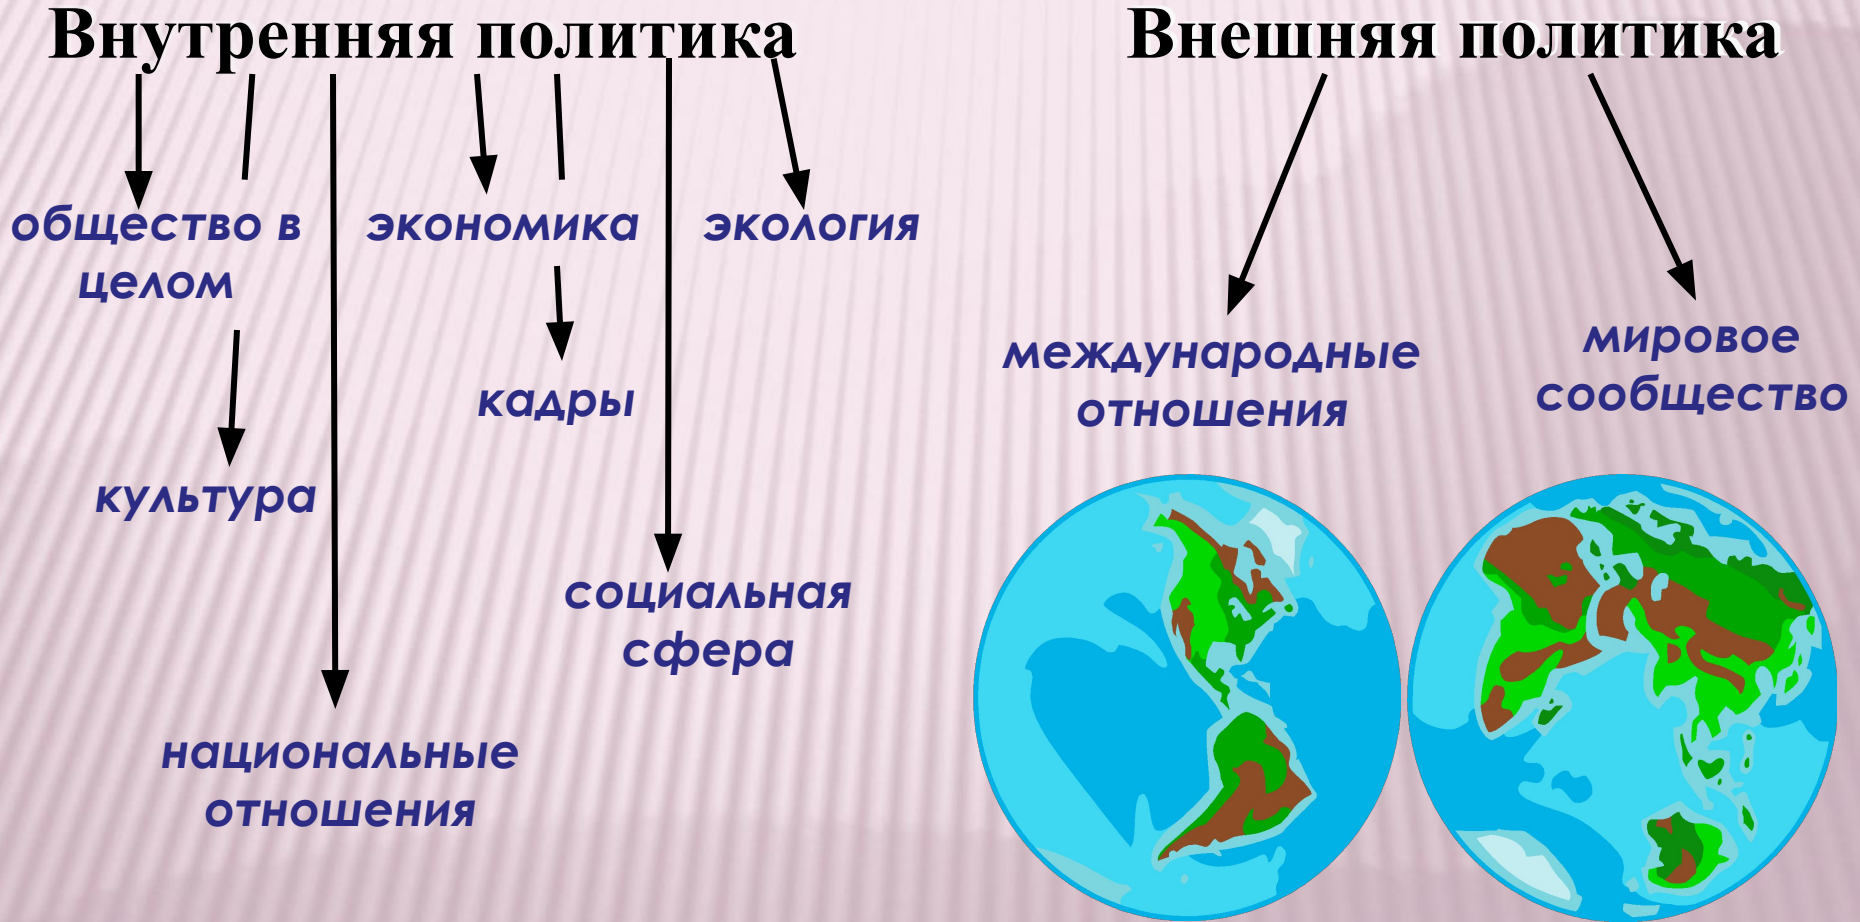 Внутренняя политика
общество в
целом
экономика
экология
кадры
культура
социальная
сфера
национальные
отношения
Внешняя политика
международные
отношения
мировое
сообщество